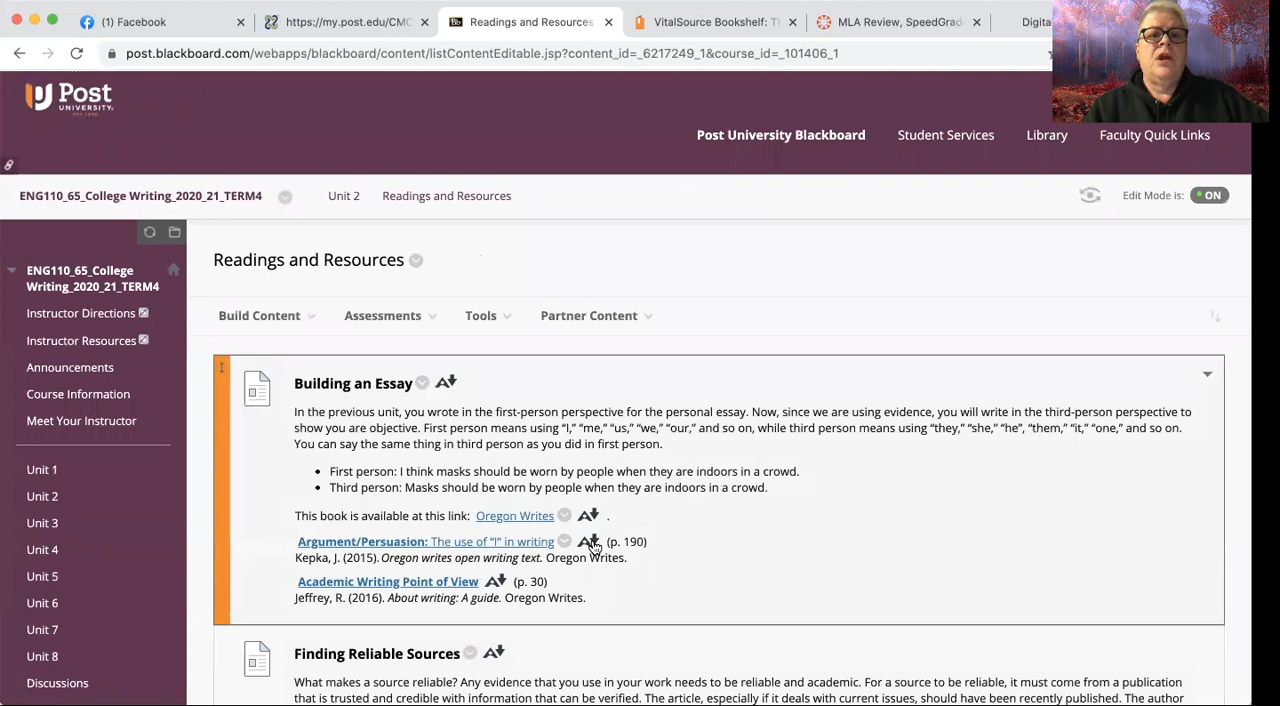 (1) Facebook
https://my.post.edu/CMC
Bb
Readings and Resources
VitalSource Bookshelf: T
MLA Review, SpeedGrad
Digita
post.blackboard.com/webapps/blackboard/content/listContentEditable.jsp?content_id=_6217249_1&course_id=_101406_1
Post
UNIVERSITY
Post University Blackboard
Student Services
Library
Faculty Quick Links
ENG110_65_College Writing_2020_21_TERM4
Unit 2
Readings and Resources
Edit Mode is:
ON
ENG110_65_College
Writing_2020_21_TERM4
Instructor Directions
Instructor Resources
Announcements
Course Information
Meet Your Instructor
Unit 1
Unit 2
Unit 3
Unit 4
Unit 5
Unit 6
Unit 7
Unit 8
Discussions
Readings and Resources
Build Content
Assessments
Tools
Partner Content
Building an Essay
In the previous unit, you wrote in the first-person perspective for the personal essay. Now, since we are using evidence, you will write in the third-person perspective to
show you are objective. First person means using “I,” “me,” “us,” “we,” “our,” and so on, while third person means using “they,” “she,” “he”, “them,” “it,” “one,” and so on.
You can say the same thing in third person as you did in first person.
• First person: I think masks should be worn by people when they are indoors in a crowd.
• Third person: Masks should be worn by people when they are indoors in a crowd.
This book is available at this link: Oregon Writes .
Argument/Persuasion: The use of “I” in writing (p. 190)
Kepka, J. (2015). Oregon writes open writing text. Oregon Writes.
Academic Writing Point of View (p. 30)
Jeffrey, R. (2016). About writing: A guide. Oregon Writes.
Finding Reliable Sources
What makes a source reliable? Any evidence that you use in your work needs to be reliable and academic. For a source to be reliable, it must come from a publication
that is trusted and credible with information that can be verified. The article, especially if it deals with current issues, should have been recently published. The author